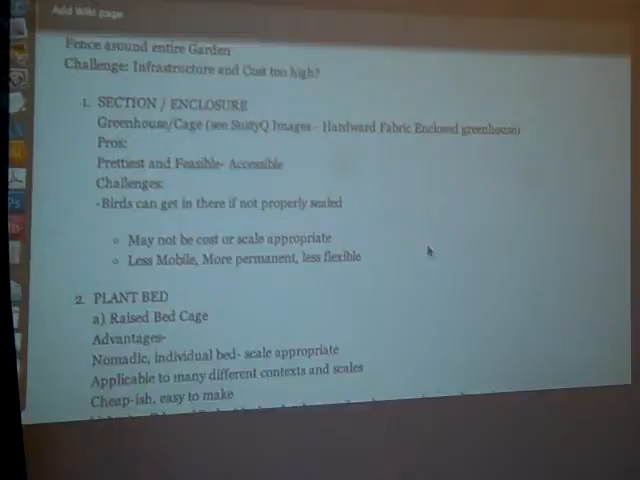 Add Wiki page
Fence around entire Garden
Challenge: Infrastructure and Cost too high?
1. SECTION / ENCLOSURE
Greenhouse/Cage (see SustyQ Images - Hardward Fabric Enclosed greenhouse)
Pros:
Prettiest and Feasible- Accessible
Challenges:
-Birds can get in there if not properly sealed
○ May not be cost or scale appropriate
○ Less Mobile, More permanent, less flexible
2. PLANT BED
a) Raised Bed Cage
Advantages-
Nomadic, individual bed- scale appropriate
Applicable to many different contexts and scales
Cheap-ish, easy to make